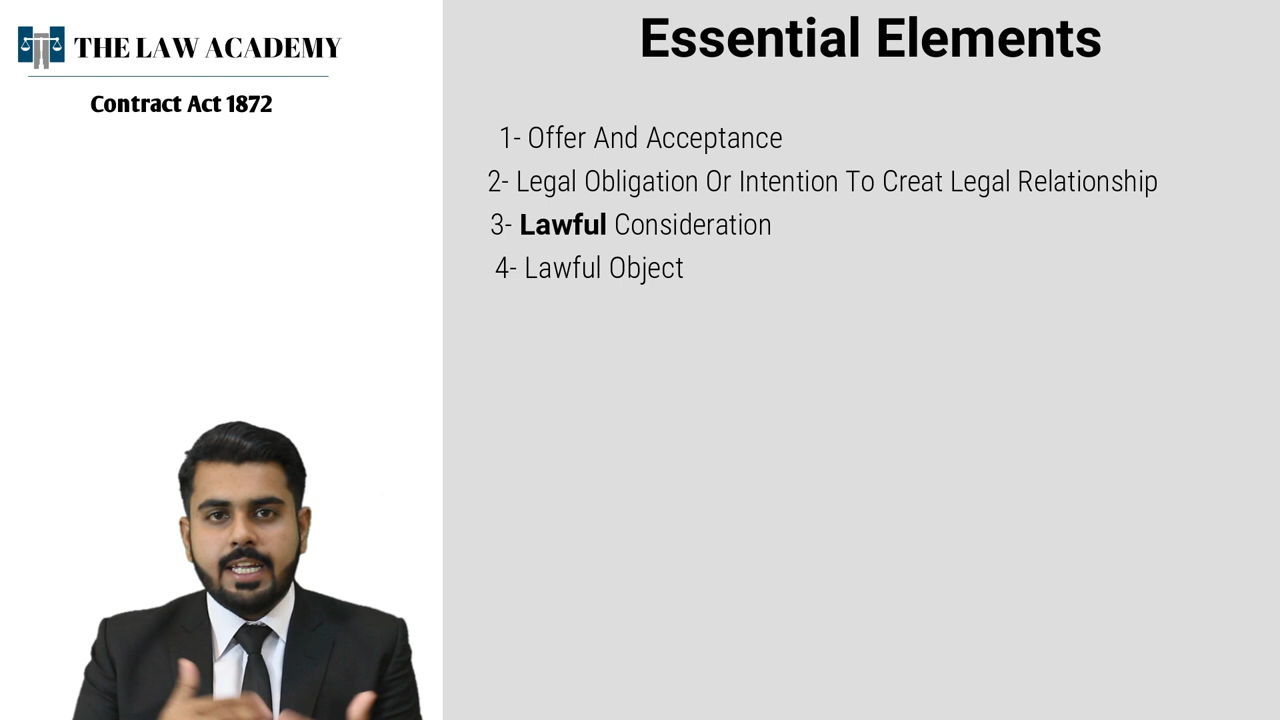 THE LAW ACADEMY
Contract Act 1872
Essential Elements
1- Offer And Acceptance
2- Legal Obligation Or Intention To Creat Legal Relationship
3- Lawful Consideration
4- Lawful Object